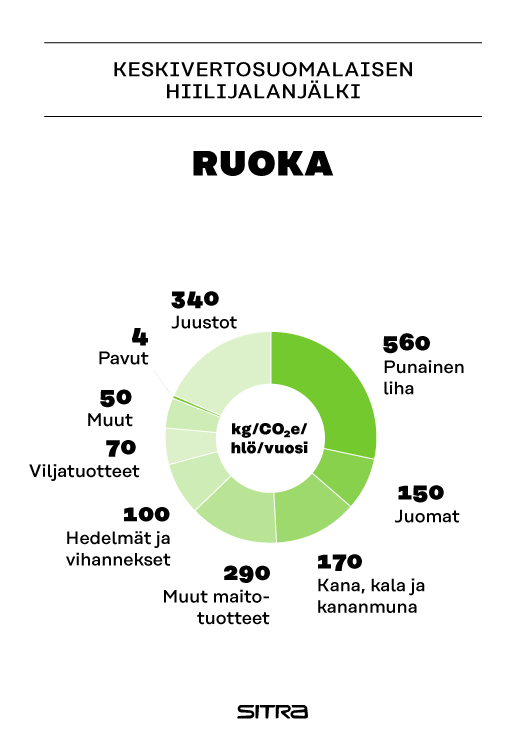 KESKIVERTOSUOMALAISEN
HIILIJALANJÄLKI
RUOKA
340
Juustot
4
Pavut
50
Muut
70
Viljatuotteet
100
Hedelmät ja
vihannekset
290
Muut maito-
tuotteet
170
Kana, kala ja
kananmuna
150
Juomat
560
Punainen
liha
kg/CO₂e/
hlö/vuosi
SITRA